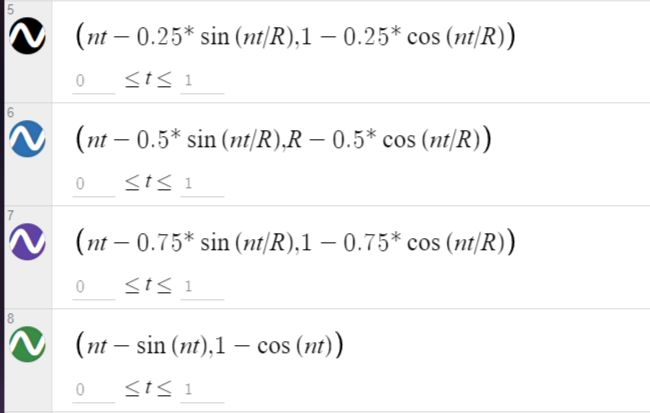 5
(nt − 0.25* sin (nt/R),1 − 0.25* cos (nt/R))
0 ≤ t ≤ 1
6
(nt − 0.5* sin (nt/R),R − 0.5* cos (nt/R))
0 ≤ t ≤ 1
7
(nt − 0.75* sin (nt/R),1 − 0.75* cos (nt/R))
0 ≤ t ≤ 1
8
(nt − sin (nt),1 − cos (nt))
0 ≤ t ≤ 1